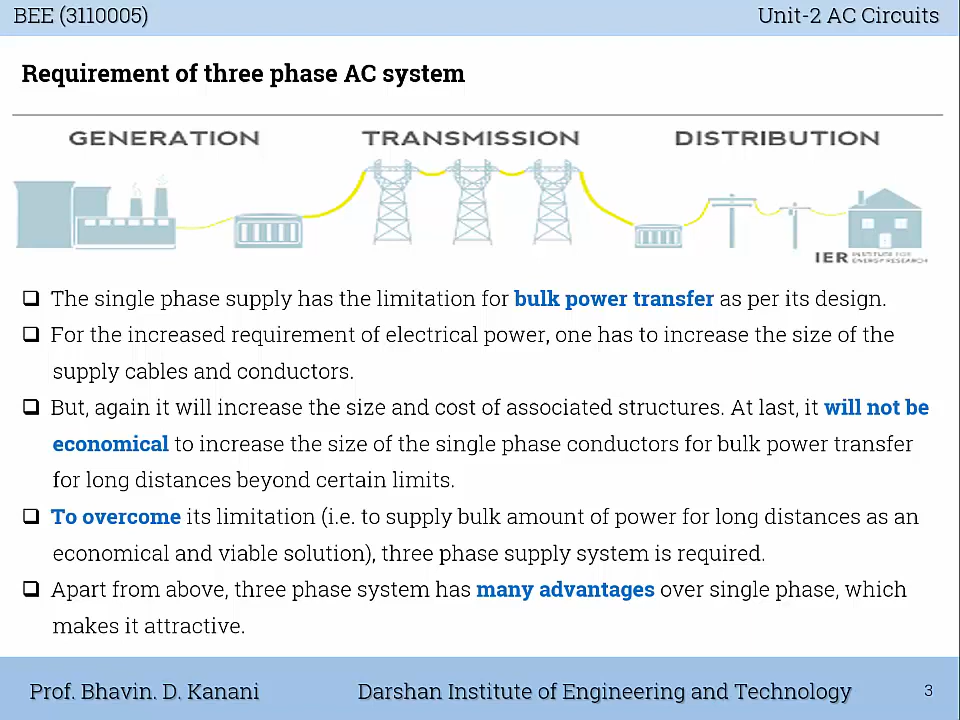 BEE (3110005)
Unit-2 AC Circuits
Requirement of three phase AC system
GENERATION
TRANSMISSION
DISTRIBUTION
IER INSTITUTE FOR
ENERGY RESEARCH
❑ The single phase supply has the limitation for bulk power transfer as per its design.
❑ For the increased requirement of electrical power, one has to increase the size of the
supply cables and conductors.
❑ But, again it will increase the size and cost of associated structures. At last, it will not be
economical to increase the size of the single phase conductors for bulk power transfer
for long distances beyond certain limits.
❑ To overcome its limitation (i.e. to supply bulk amount of power for long distances as an
economical and viable solution), three phase supply system is required.
❑ Apart from above, three phase system has many advantages over single phase, which
makes it attractive.
Prof. Bhavin. D. Kanani
Darshan Institute of Engineering and Technology
3